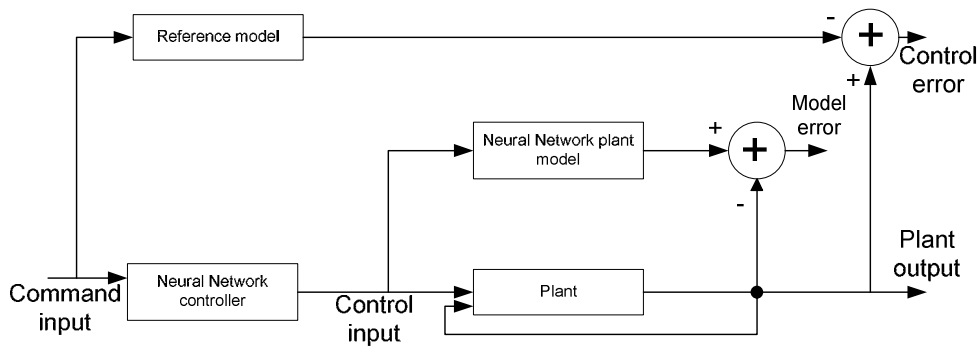 Reference model
-
+
Control
error
+
Model
error
Neural Network plant
model
+
+
-
Plant
output
Neural Network
controller
Plant
Command
input
Control
input